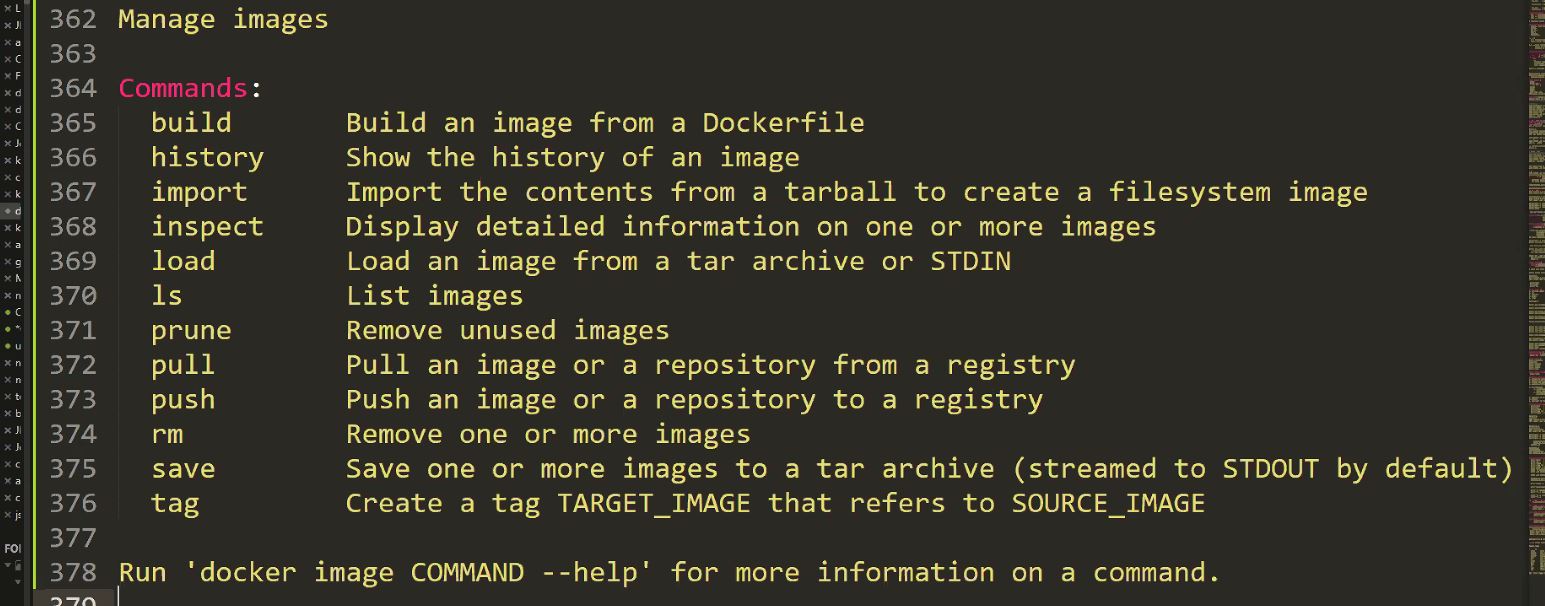 362 Manage images
363
364 Commands:
365   build       Build an image from a Dockerfile
366   history     Show the history of an image
367   import      Import the contents from a tarball to create a filesystem image
368   inspect     Display detailed information on one or more images
369   load        Load an image from a tar archive or STDIN
370   ls          List images
371   prune       Remove unused images
372   pull        Pull an image or a repository from a registry
373   push        Push an image or a repository to a registry
374   rm          Remove one or more images
375   save        Save one or more images to a tar archive (streamed to STDOUT by default)
376   tag         Create a tag TARGET_IMAGE that refers to SOURCE_IMAGE
377
378 Run 'docker image COMMAND --help' for more information on a command.
379